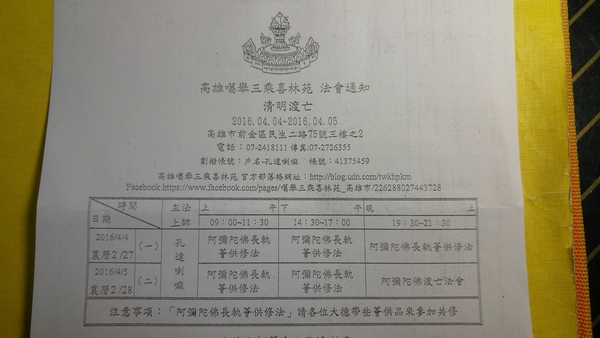 高雄噶舉三乘喜林苑 法會通知
清明渡亡
2016.04.04~2016.04.05
高雄市前金區民生二路75號三樓之2
電話：07-2418111 傳真:07-2726355
劃撥帳號：戶名-孔達喇嘛 帳號：41375459
高雄噶舉三乘喜林苑 官方部落格網址：http://blog.udn.com/twkhpkm
Facebook https://www.facebook.com/pages/噶舉三乘喜林苑_高雄市/226288027443728
時間
日期
主法
上師
上 午
下 午
晚 上
09：00~11：30
14：30~17：00
19：30~21：30
2016/4/4
農曆2/27
（一）
孔達喇嘛
阿彌陀佛長軌
薈供修法
阿彌陀佛長軌
薈供修法
阿彌陀佛長軌薈供修法
2016/4/5
農曆2/28
（二）
阿彌陀佛長軌
薈供修法
阿彌陀佛長軌
薈供修法
阿彌陀佛渡亡法會
注意事項：「阿彌陀佛長軌薈供修法」請各位大德帶些薈供品來參加共修